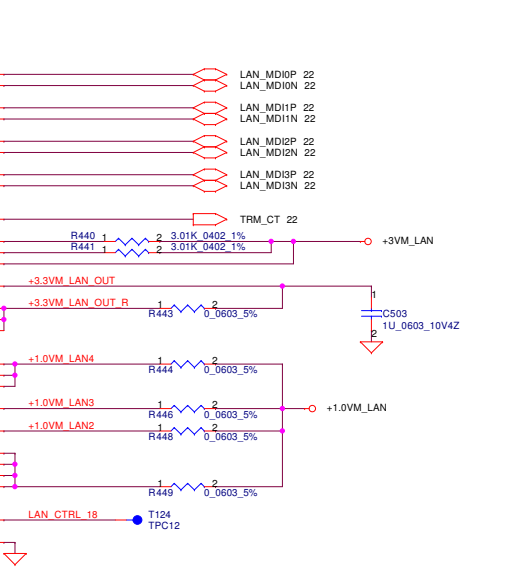 LAN_MDI0P 22
LAN_MDI0N 22
LAN_MDI1P 22
LAN_MDI1N 22
LAN_MDI2P 22
LAN_MDI2N 22
LAN_MDI3P 22
LAN_MDI3N 22
TRM_CT 22
R440 1 2 3.01K_0402_1%
+3VM_LAN
R441 1 2 3.01K_0402_1%
+3.3VM_LAN_OUT
1
+3.3VM_LAN_OUT_R 1 2
R443 0_0603_5%
C503
1U_0603_10V4Z
2
+1.0VM_LAN4 1 2
R444 0_0603_5%
+1.0VM_LAN3 1 2
+1.0VM_LAN
R446 0_0603_5%
+1.0VM_LAN2 1 2
R448 0_0603_5%
1 2
R449 0_0603_5%
LAN_CTRL_18 T124
TPC12